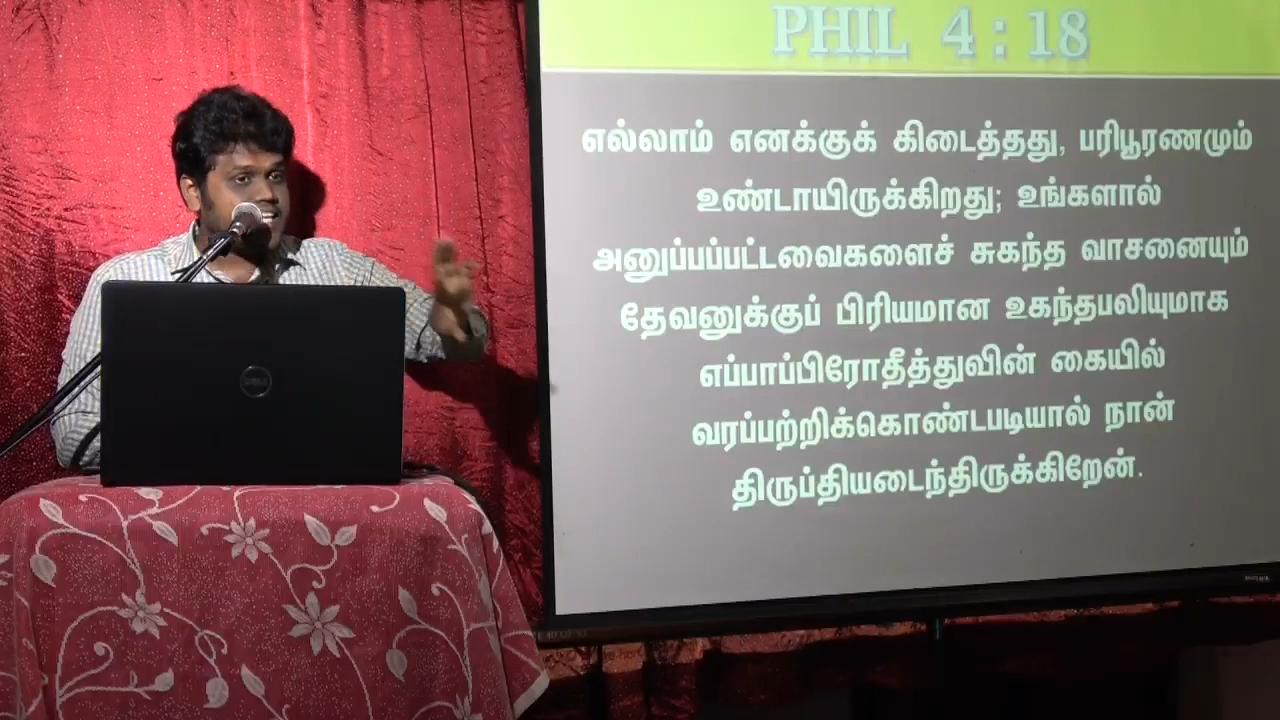 PHIL 4 : 18
எல்லாம் எனக்குக் கிடைத்தது, பரிபூரணமும்
உண்டாயிருக்கிறது; உங்களால்
அனுப்பப்பட்டவைகளைச் சுகந்த வாசனையும்
தேவனுக்குப் பிரியமான உகந்தபலியுமாக
எப்பாப்பிரோதீத்துவின் கையில்
வரப்பற்றிக்கொண்டபடியால் நான்
திருப்தியடைந்திருக்கிறேன்.
DELL